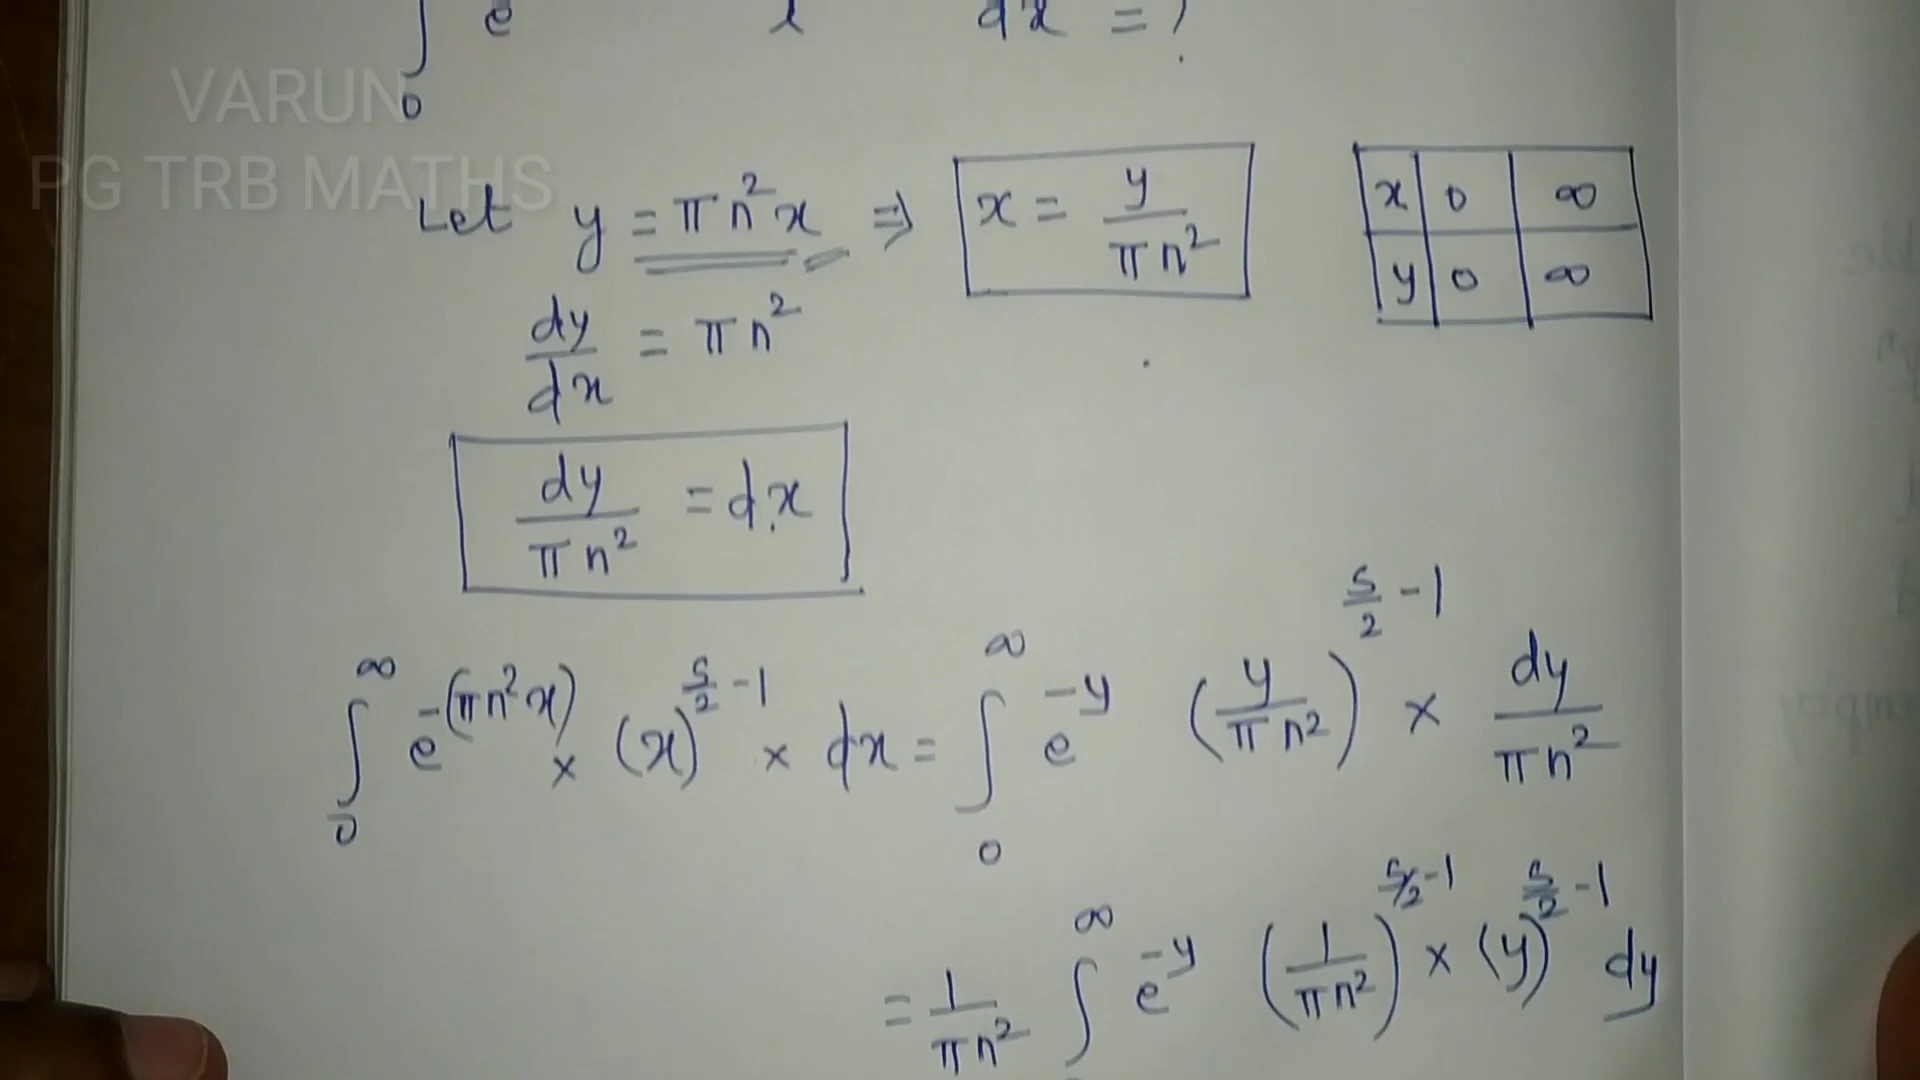 ∫₀ e x dx = ?
VARUN
PG TRB MATHS
Let y = πn²x ⇒ x = y/πn²
x 0 ∞
y 0 ∞
dy/dx = πn²
dy/πn² = dx
∫₀^∞ e^-(πn²x) × (x)^(s/2 - 1) × dx = ∫₀^∞ e^-y (y/πn²)^(s/2 - 1) × dy/πn²
= 1/πn² ∫^∞ e^-y (1/πn²)^(s/2 - 1) × (y)^(s/2 - 1) dy